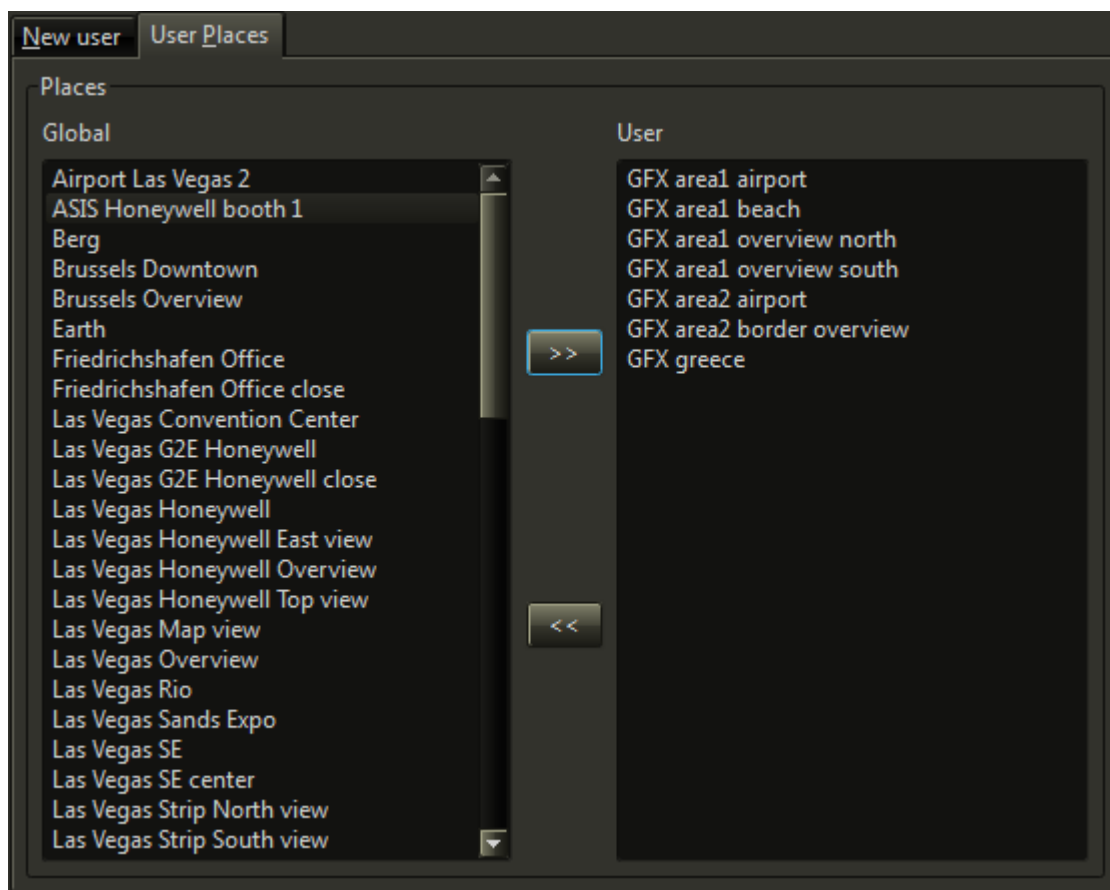 New user User Places
Places
Global
Airport Las Vegas 2
ASIS Honeywell booth 1
Berg
Brussels Downtown
Brussels Overview
Earth
Friedrichshafen Office
Friedrichshafen Office close
Las Vegas Convention Center
Las Vegas G2E Honeywell
Las Vegas G2E Honeywell close
Las Vegas Honeywell
Las Vegas Honeywell East view
Las Vegas Honeywell Overview
Las Vegas Honeywell Top view
Las Vegas Map view
Las Vegas Overview
Las Vegas Rio
Las Vegas Sands Expo
Las Vegas SE
Las Vegas SE center
Las Vegas Strip North view
Las Vegas Strip South view
>>
<<
User
GFX area1 airport
GFX area1 beach
GFX area1 overview north
GFX area1 overview south
GFX area2 airport
GFX area2 border overview
GFX greece